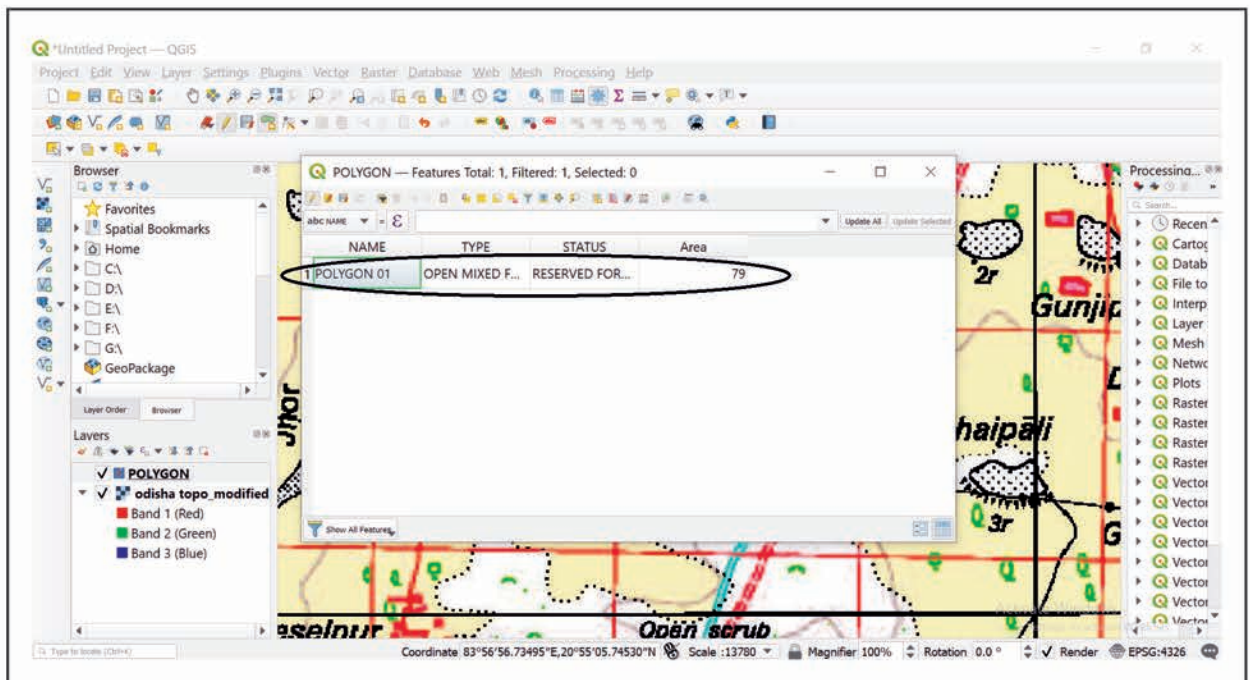 *Untitled Project — QGIS
Project Edit View Layer Settings Plugins Vector Raster Database Web Mesh Processing Help
Browser
Favorites
Spatial Bookmarks
Home
C:\
D:\
E:\
F:\
G:\
GeoPackage
Layer Order Browser
Layers
POLYGON
odisha topo_modified
Band 1 (Red)
Band 2 (Green)
Band 3 (Blue)
POLYGON — Features Total: 1, Filtered: 1, Selected: 0
abc NAME = ε Update All Update Selected
NAME TYPE STATUS Area
1 POLYGON 01 OPEN MIXED F... RESERVED FOR... 79
Show All Features
Jhor
2r
Gunjip
haipāli
3r
G
Open scrub
Processing...
Search...
Recen
Cartog
Datab
File to
Interp
Layer
Mesh
Netwo
Plots
Raster
Raster
Raster
Raster
Vector
Vector
Vector
Vector
Vector
Vector
Vector
Type to locate (Ctrl+K) Coordinate 83°56'56.73495"E,20°55'05.74530"N Scale :13780 Magnifier 100% Rotation 0.0 ° Render EPSG:4326